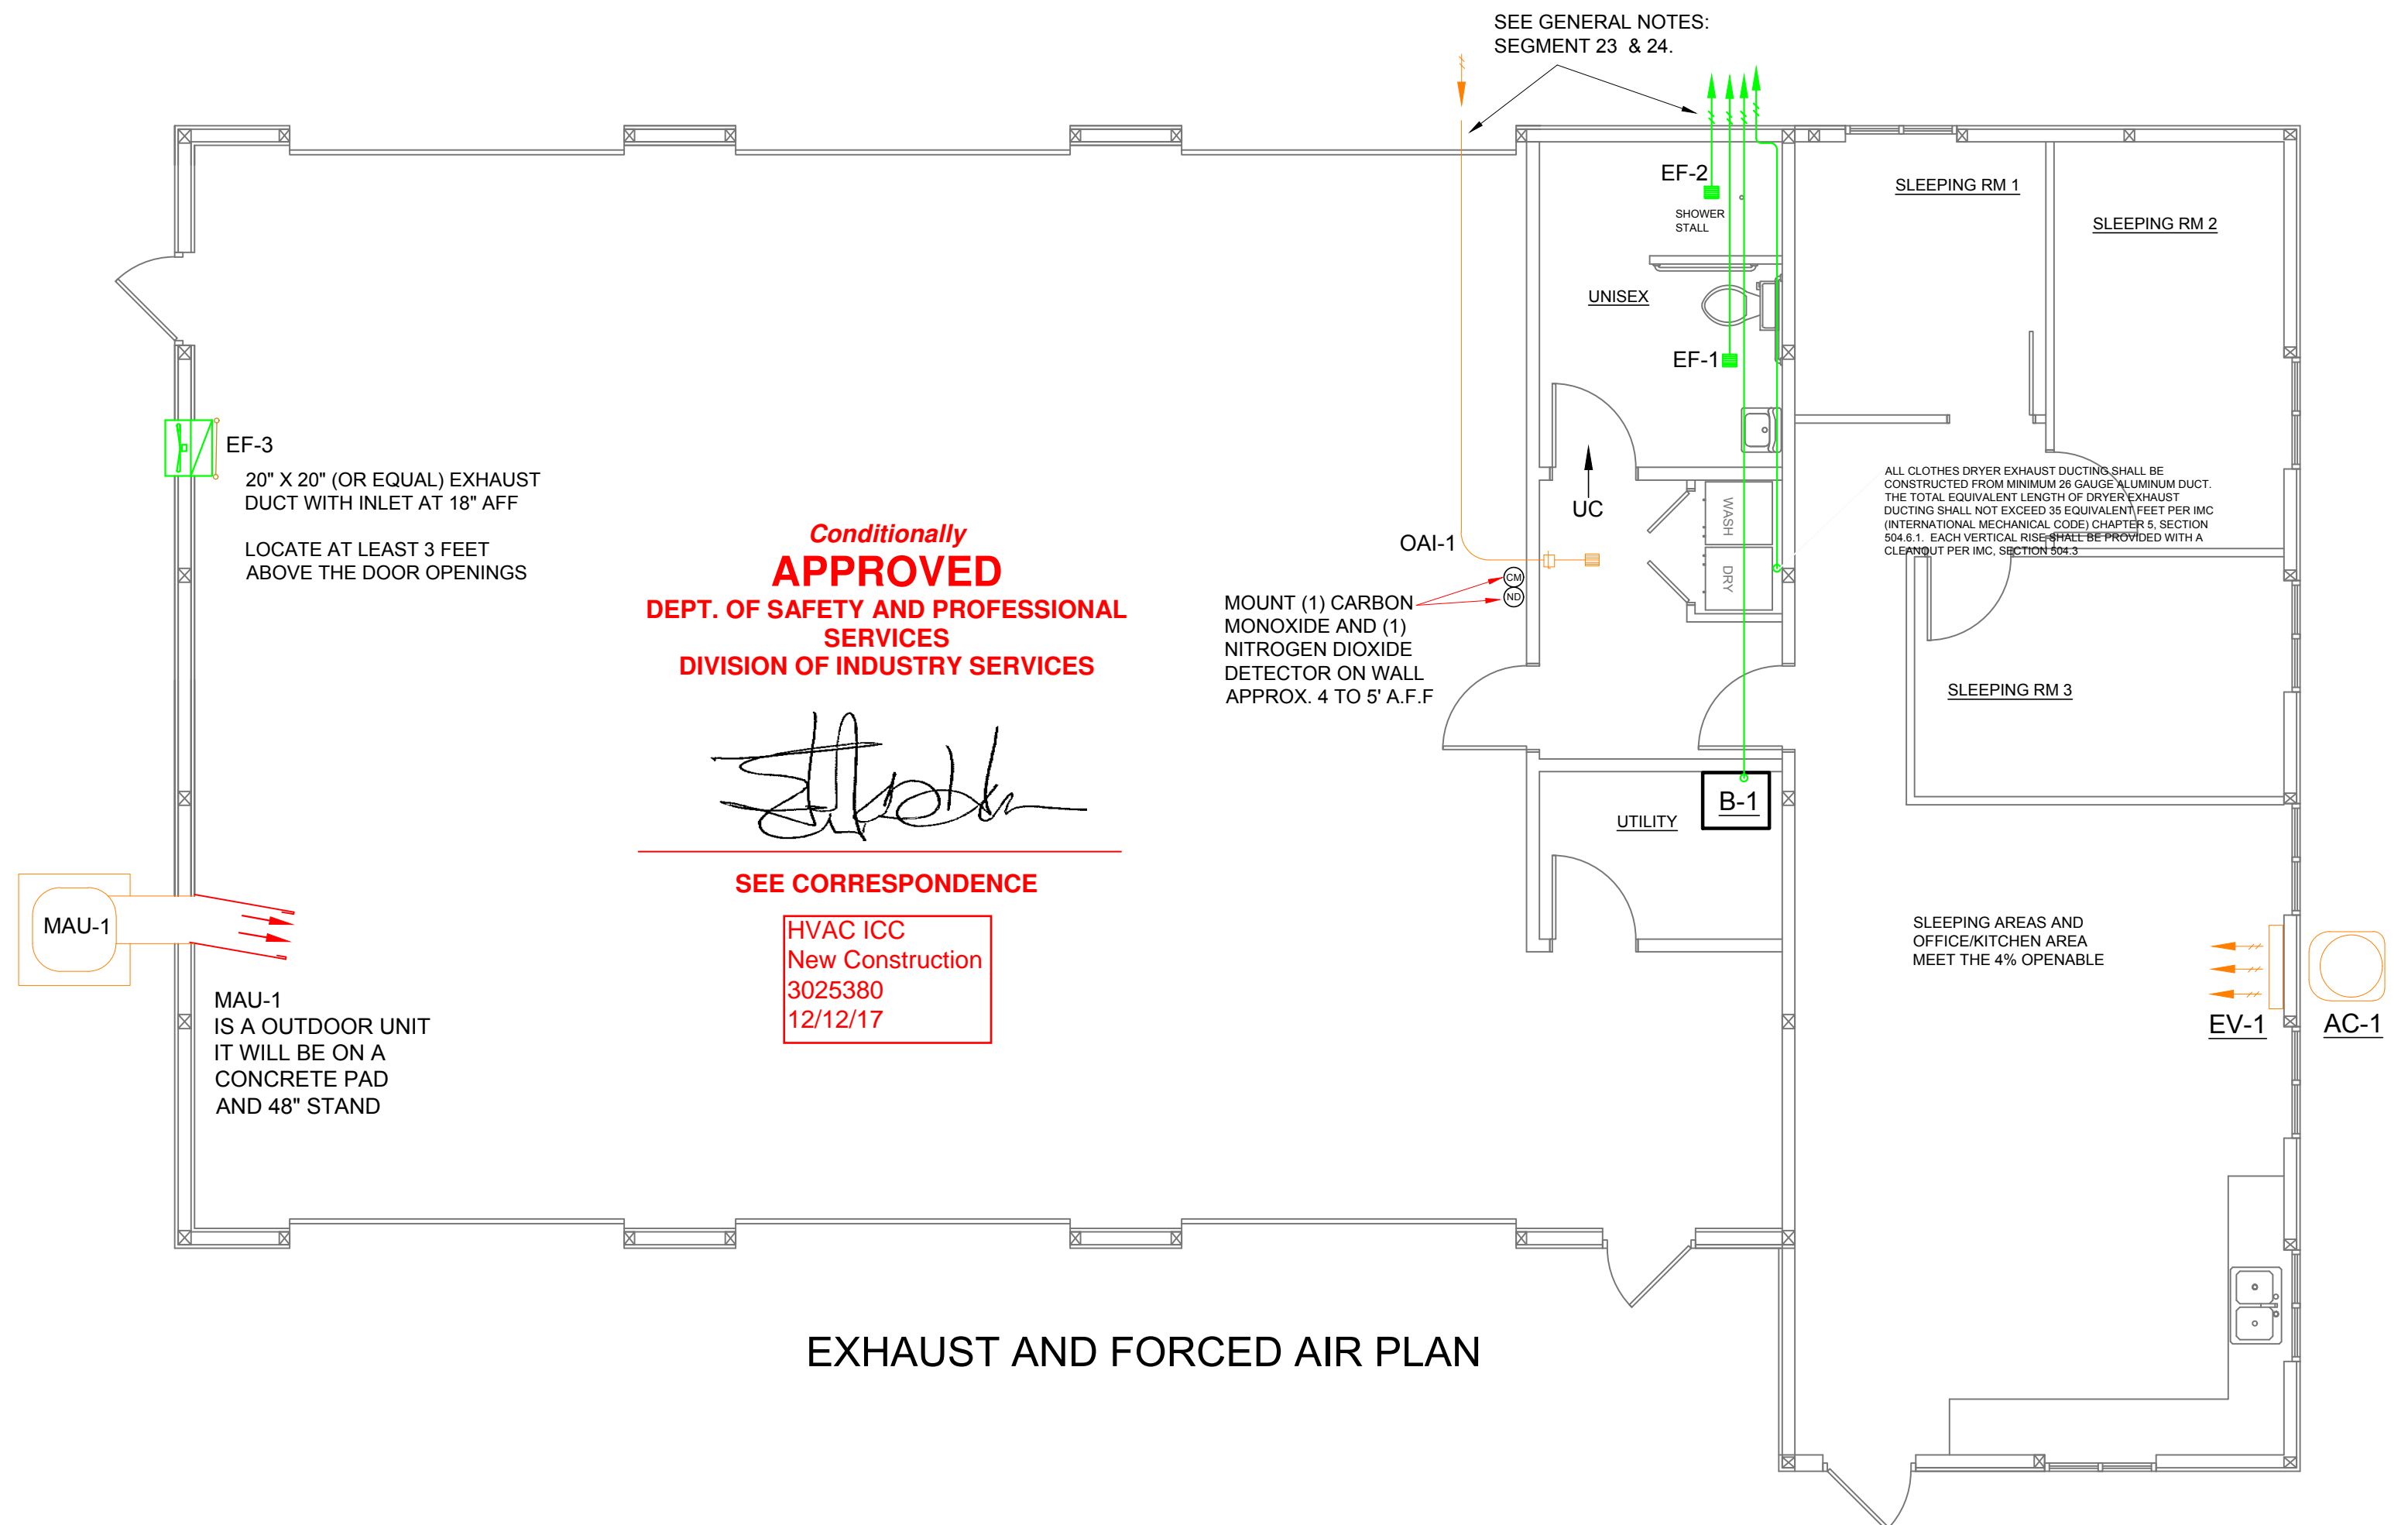 SEE GENERAL NOTES:
SEGMENT 23  & 24.
EF-2
SHOWER
STALL
SLEEPING RM 1
SLEEPING RM 2
UNISEX
EF-1
EF-3
20" X 20" (OR EQUAL) EXHAUST
DUCT WITH INLET AT 18" AFF
LOCATE AT LEAST 3 FEET
ABOVE THE DOOR OPENINGS
ALL CLOTHES DRYER EXHAUST DUCTING SHALL BE
CONSTRUCTED FROM MINIMUM 26 GAUGE ALUMINUM DUCT.
THE TOTAL EQUIVALENT LENGTH OF DRYER EXHAUST
DUCTING SHALL NOT EXCEED 35 EQUIVALENT FEET PER IMC
(INTERNATIONAL MECHANICAL CODE) CHAPTER 5, SECTION
504.6.1.  EACH VERTICAL RISE SHALL BE PROVIDED WITH A
CLEANOUT PER IMC, SECTION 504.3
UC
WASH
DRY
OAI-1
CM
ND
MOUNT (1) CARBON
MONOXIDE AND (1)
NITROGEN DIOXIDE
DETECTOR ON WALL
APPROX. 4 TO 5' A.F.F
Conditionally
APPROVED
DEPT. OF SAFETY AND PROFESSIONAL
SERVICES
DIVISION OF INDUSTRY SERVICES
SEE CORRESPONDENCE
HVAC ICC
New Construction
3025380
12/12/17
SLEEPING RM 3
B-1
UTILITY
MAU-1
MAU-1
IS A OUTDOOR UNIT
IT WILL BE ON A
CONCRETE PAD
AND 48" STAND
SLEEPING AREAS AND
OFFICE/KITCHEN AREA
MEET THE 4% OPENABLE
EV-1
AC-1
EXHAUST AND FORCED AIR PLAN